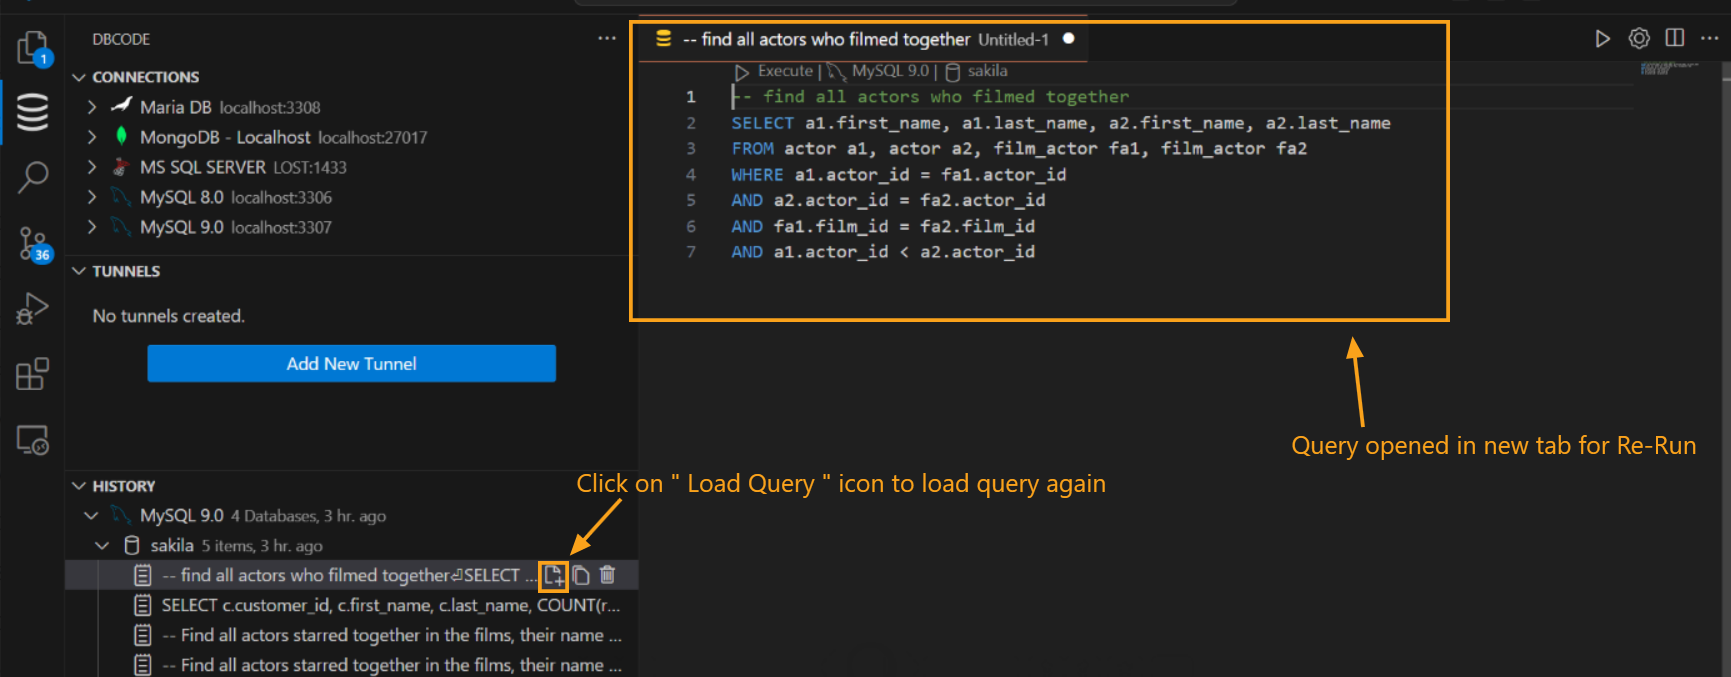 1
36
DBCODE
CONNECTIONS
Maria DB localhost:3308
MongoDB - Localhost localhost:27017
MS SQL SERVER LOST:1433
MySQL 8.0 localhost:3306
MySQL 9.0 localhost:3307
TUNNELS
No tunnels created.
Add New Tunnel
HISTORY
MySQL 9.0 4 Databases, 3 hr. ago
sakila 5 items, 3 hr. ago
-- find all actors who filmed together⏎SELECT ...
SELECT c.customer_id, c.first_name, c.last_name, COUNT(r...
-- Find all actors starred together in the films, their name ...
-- Find all actors starred together in the films, their name ...
-- find all actors who filmed together Untitled-1
Execute | MySQL 9.0 | sakila
1 -- find all actors who filmed together
2 SELECT a1.first_name, a1.last_name, a2.first_name, a2.last_name
3 FROM actor a1, actor a2, film_actor fa1, film_actor fa2
4 WHERE a1.actor_id = fa1.actor_id
5 AND a2.actor_id = fa2.actor_id
6 AND fa1.film_id = fa2.film_id
7 AND a1.actor_id < a2.actor_id
Query opened in new tab for Re-Run
Click on " Load Query " icon to load query again